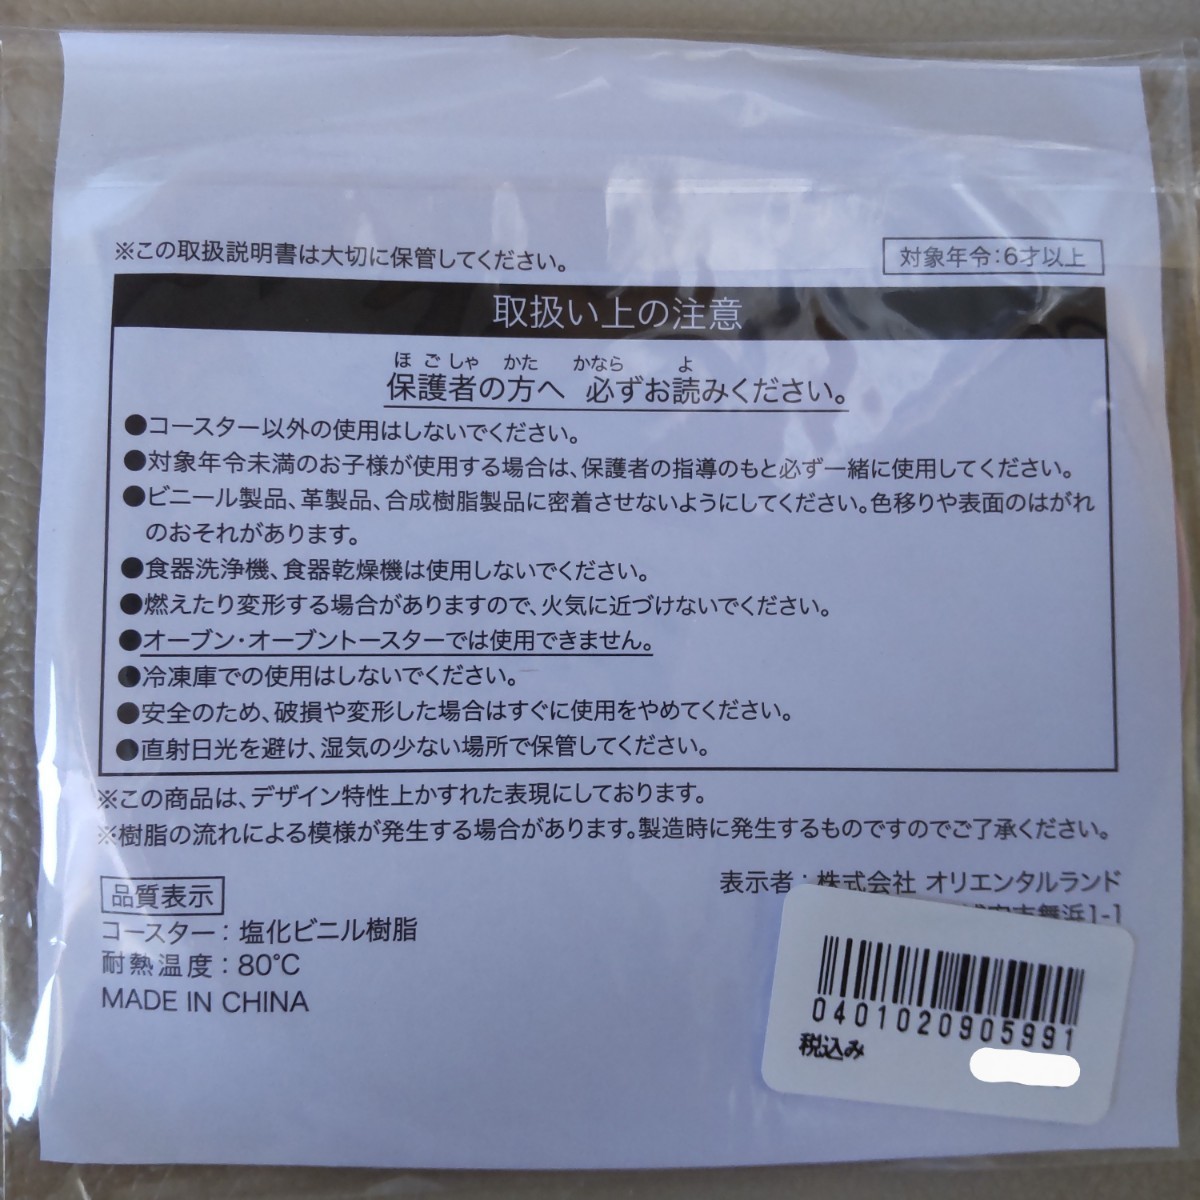 ※この取扱説明書は大切に保管してください。
対象年令:6才以上
取扱い上の注意
ほごしゃ かた かなら よ
保護者の方へ 必ずお読みください。
●コースター以外の使用はしないでください。
●対象年令未満のお子様が使用する場合は、保護者の指導のもと必ず一緒に使用してください。
●ビニール製品、革製品、合成樹脂製品に密着させないようにしてください。色移りや表面のはがれ
のおそれがあります。
●食器洗浄機、食器乾燥機は使用しないでください。
●燃えたり変形する場合がありますので、火気に近づけないでください。
●オーブン・オーブントースターでは使用できません。
●冷凍庫での使用はしないでください。
●安全のため、破損や変形した場合はすぐに使用をやめてください。
●直射日光を避け、湿気の少ない場所で保管してください。
※この商品は、デザイン特性上かすれた表現にしております。
※樹脂の流れによる模様が発生する場合があります。製造時に発生するものですのでご了承ください。
品質表示
コースター:塩化ビニル樹脂
耐熱温度:80℃
MADE IN CHINA
表示者:株式会社 オリエンタルランド
舞浜1-1
0401020905991
税込み